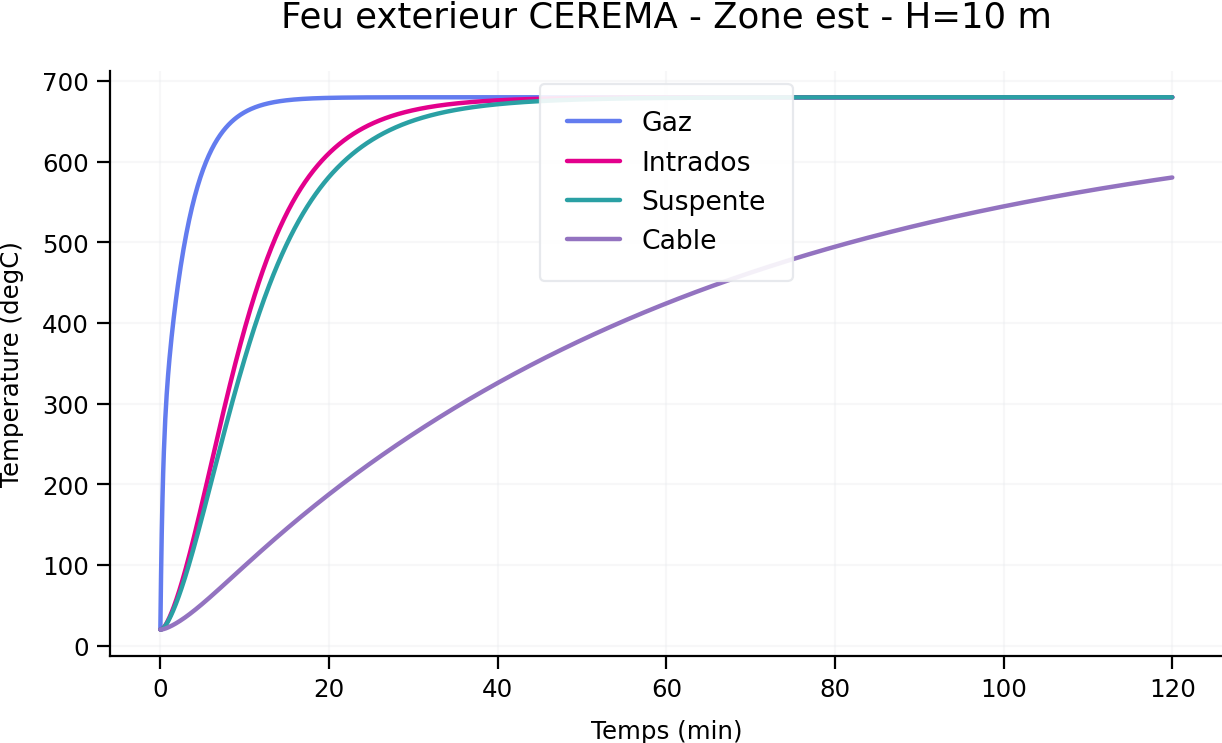 Feu exterieur CEREMA - Zone est - H=10 m
700
600
500
400
300
200
100
0
Temperature (degC)
Gaz
Intrados
Suspente
Cable
0 20 40 60 80 100 120
Temps (min)